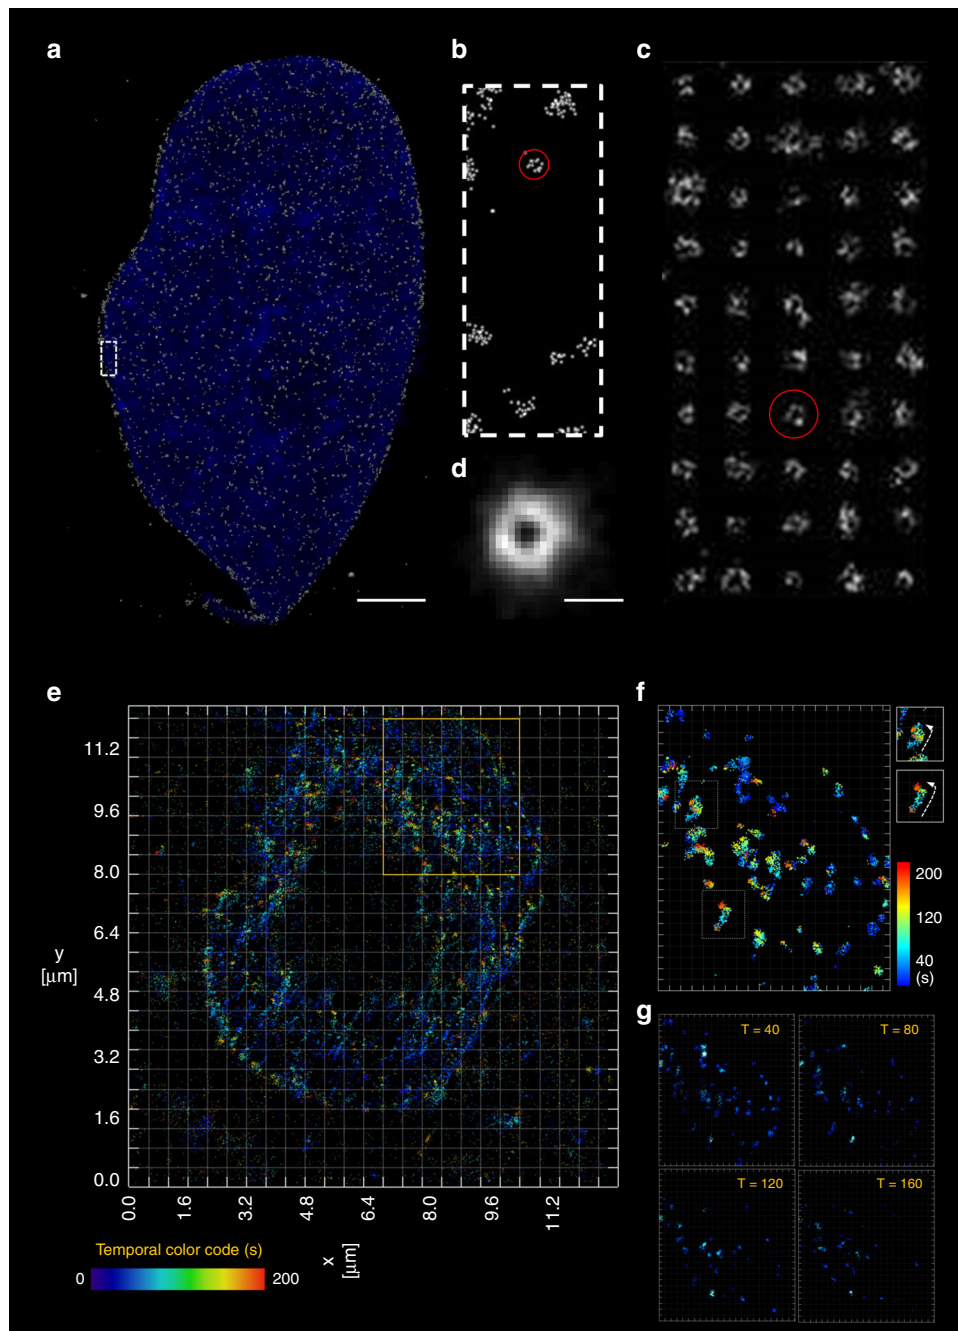 a
b
c
d
e
f
200
120
40
(s)
g
T = 40
T = 80
T = 120
T = 160
11.2
9.6
8.0
6.4
y
[μm]
4.8
3.2
1.6
0.0
0.0
1.6
3.2
4.8
6.4
8.0
9.6
11.2
x
[μm]
Temporal color code (s)
0
200